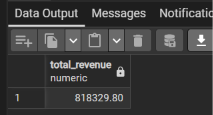 Data Output Messages Notificatio
total_revenue
numeric
1 818329.80